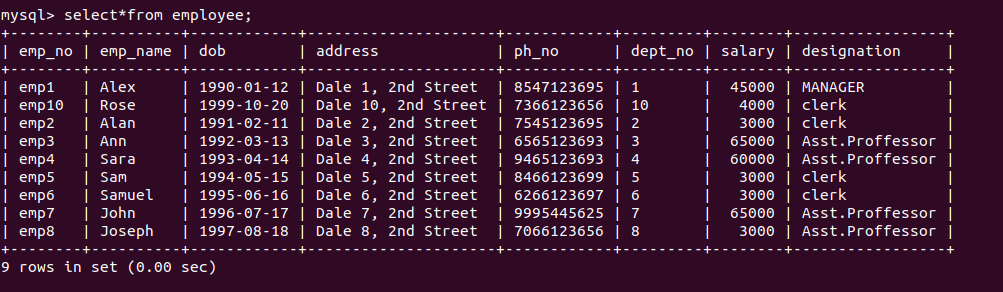 mysql> select*from employee;
+--------+----------+------------+----------------------+------------+---------+--------+-----------------+
| emp_no | emp_name | dob        | address              | ph_no      | dept_no | salary | designation     |
+--------+----------+------------+----------------------+------------+---------+--------+-----------------+
| emp1   | Alex     | 1990-01-12 | Dale 1, 2nd Street   | 8547123695 | 1       |  45000 | MANAGER         |
| emp10  | Rose     | 1999-10-20 | Dale 10, 2nd Street  | 7366123656 | 10      |   4000 | clerk           |
| emp2   | Alan     | 1991-02-11 | Dale 2, 2nd Street   | 7545123695 | 2       |   3000 | clerk           |
| emp3   | Ann      | 1992-03-13 | Dale 3, 2nd Street   | 6565123693 | 3       |  65000 | Asst.Proffessor |
| emp4   | Sara     | 1993-04-14 | Dale 4, 2nd Street   | 9465123693 | 4       |  60000 | Asst.Proffessor |
| emp5   | Sam      | 1994-05-15 | Dale 5, 2nd Street   | 8466123699 | 5       |   3000 | clerk           |
| emp6   | Samuel   | 1995-06-16 | Dale 6, 2nd Street   | 6266123697 | 6       |   3000 | clerk           |
| emp7   | John     | 1996-07-17 | Dale 7, 2nd Street   | 9995445625 | 7       |  65000 | Asst.Proffessor |
| emp8   | Joseph   | 1997-08-18 | Dale 8, 2nd Street   | 7066123656 | 8       |   3000 | Asst.Proffessor |
+--------+----------+------------+----------------------+------------+---------+--------+-----------------+
9 rows in set (0.00 sec)